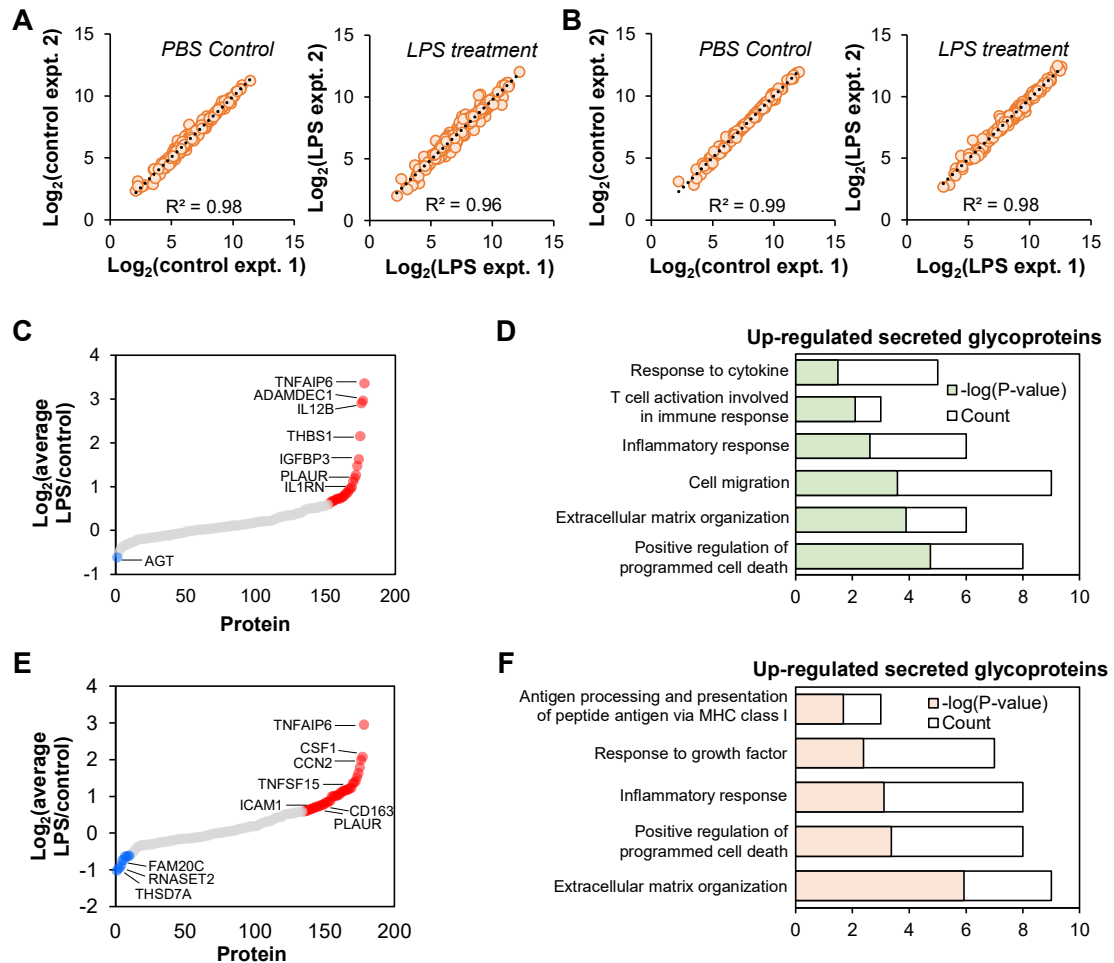 A
B
Log2(control expt. 2)
15
10
5
0
PBS Control
R² = 0.98
0 5 10 15
Log2(control expt. 1)
Log2(LPS expt. 2)
15
10
5
0
LPS treatment
R² = 0.96
0 5 10 15
Log2(LPS expt. 1)
Log2(control expt. 2)
15
10
5
0
PBS Control
R² = 0.99
0 5 10 15
Log2(control expt. 1)
Log2(LPS expt. 2)
15
10
5
0
LPS treatment
R² = 0.98
0 5 10 15
Log2(LPS expt. 1)
C
Log2(average
LPS/control)
4
3
2
1
0
-1
TNFAIP6
ADAMDEC1
IL12B
THBS1
IGFBP3
PLAUR
IL1RN
AGT
0 50 100 150 200
Protein
D
Up-regulated secreted glycoproteins
Response to cytokine
T cell activation involved
in immune response
Inflammatory response
Cell migration
Extracellular matrix organization
Positive regulation of
programmed cell death
-log(P-value)
Count
0 2 4 6 8 10
E
Log2(average
LPS/control)
4
3
2
1
0
-1
-2
TNFAIP6
CSF1
CCN2
TNFSF15
ICAM1
CD163
PLAUR
FAM20C
RNASET2
THSD7A
0 50 100 150 200
Protein
F
Up-regulated secreted glycoproteins
Antigen processing and presentation
of peptide antigen via MHC class I
Response to growth factor
Inflammatory response
Positive regulation of
programmed cell death
Extracellular matrix organization
-log(P-value)
Count
0 2 4 6 8 10